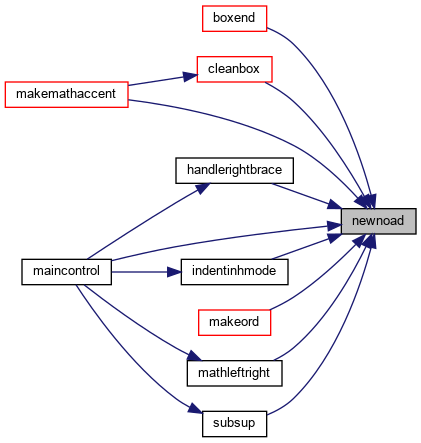 boxend
cleanbox
makemathaccent
handlerightbrace
newnoad
maincontrol
indentinhmode
makeord
mathleftright
subsup